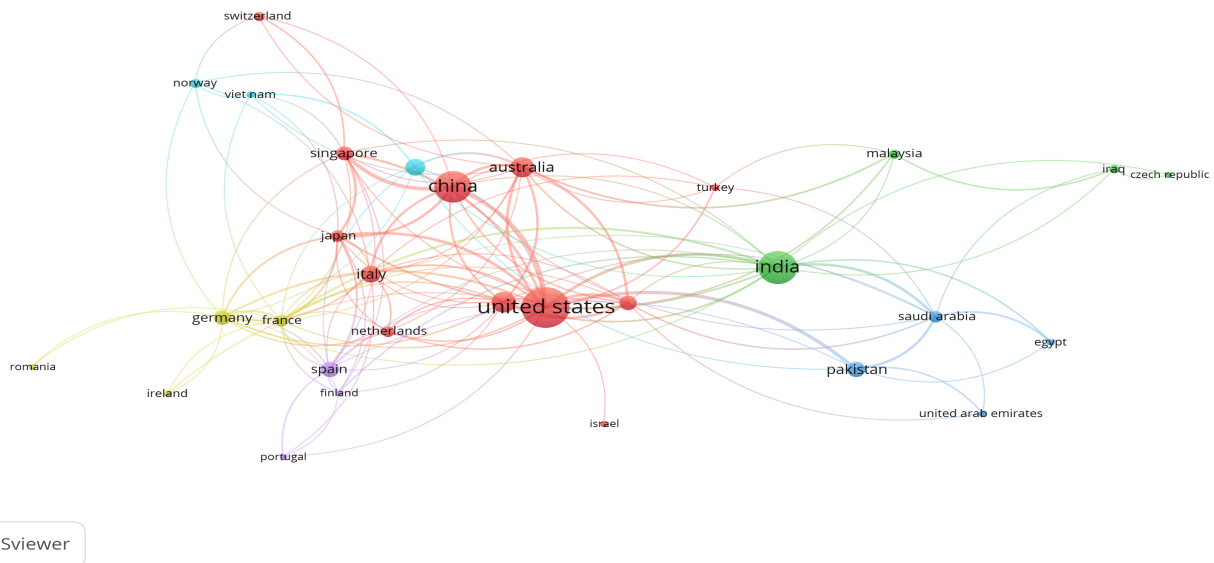 switzerland
norway
viet nam
singapore
australia
malaysia
china
turkey
iraq
czech republic
japan
italy
india
united states
germany
france
netherlands
saudi arabia
egypt
romania
spain
pakistan
ireland
finland
united arab emirates
israel
portugal
Sviewer